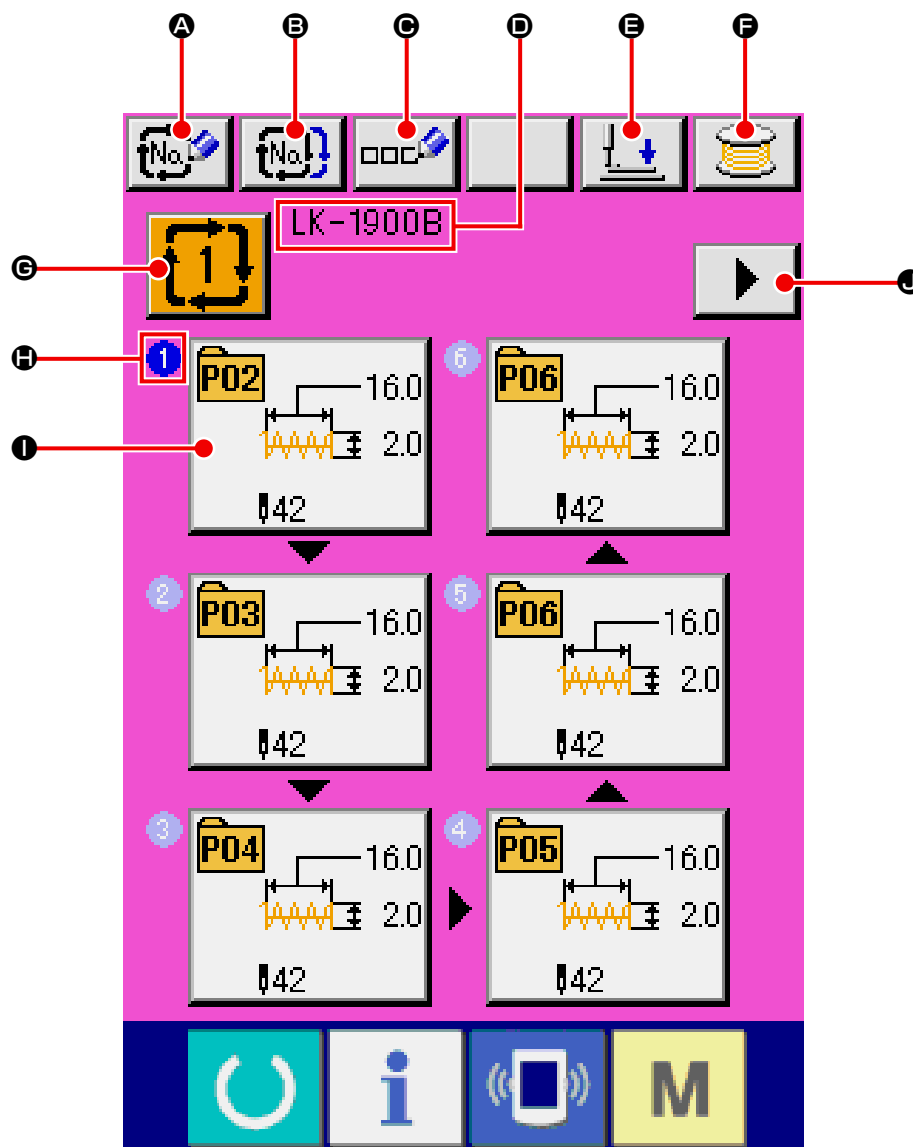 A B C D E F
No. No.
LK-1900B
G 1 J
H 1 P02 16.0 6 P06 16.0
I 2.0 2.0
42 42
2 P03 16.0 5 P06 16.0
2.0 2.0
42 42
3 P04 16.0 4 P05 16.0
2.0 2.0
42 42
i M